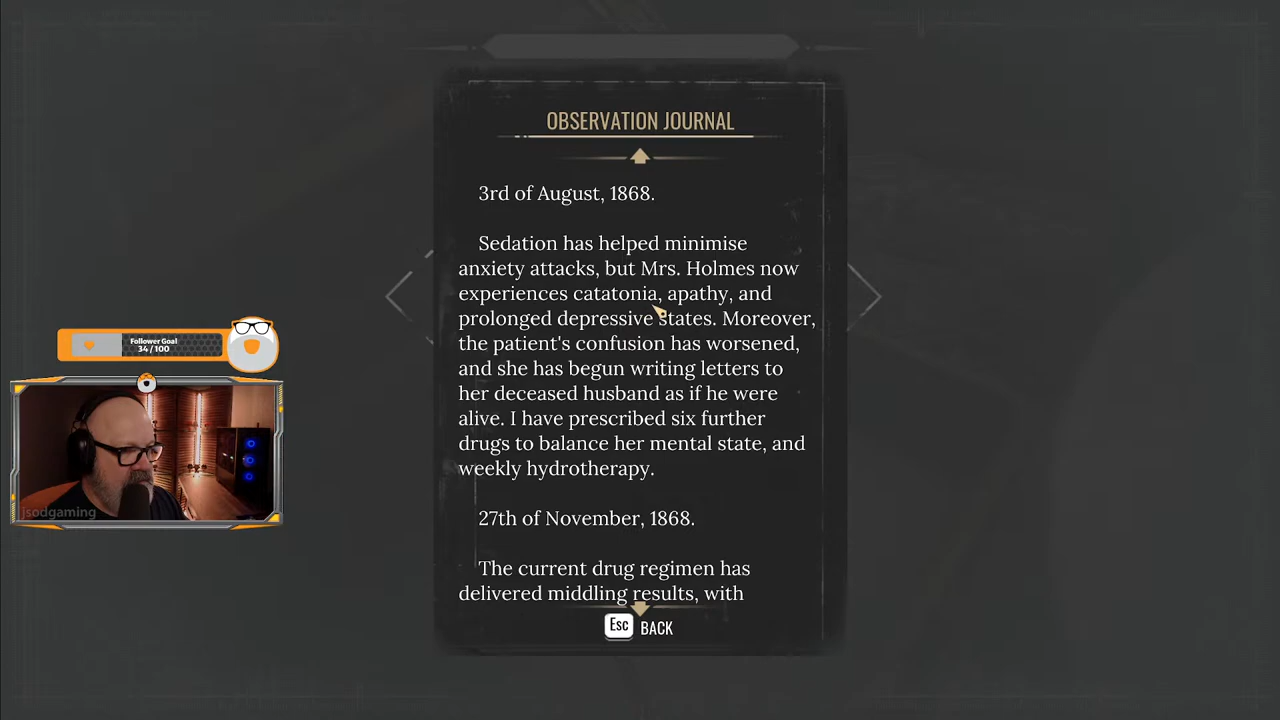 OBSERVATION JOURNAL
3rd of August, 1868.
Sedation has helped minimise
anxiety attacks, but Mrs. Holmes now
experiences catatonia, apathy, and
prolonged depressive states. Moreover,
the patient's confusion has worsened,
and she has begun writing letters to
her deceased husband as if he were
alive. I have prescribed six further
drugs to balance her mental state, and
weekly hydrotherapy.
27th of November, 1868.
The current drug regimen has
delivered middling results, with
Esc BACK
Follower Goal
34 / 100
jsodgaming